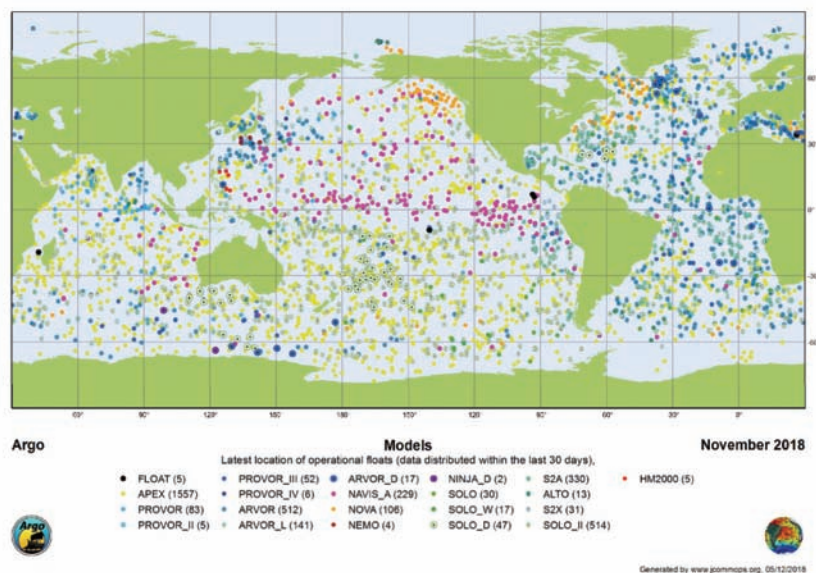 60°
30°
0°
-30°
-60°
60° 90° 120° 150° 180° -150° -120° -90° -60° -30° 0°
Argo Models November 2018
Latest location of operational floats (data distributed within the last 30 days),
FLOAT (5) PROVOR_III (52) ARVOR_D (17) NINJA_D (2) S2A (330) HM2000 (5)
APEX (1557) PROVOR_IV (6) NAVIS_A (229) SOLO (30) ALTO (13)
PROVOR (83) ARVOR (512) NOVA (106) SOLO_W (17) S2X (31)
PROVOR_II (5) ARVOR_L (141) NEMO (4) SOLO_D (47) SOLO_II (514)
Argo
Generated by www.jcommops.org, 05/12/2018